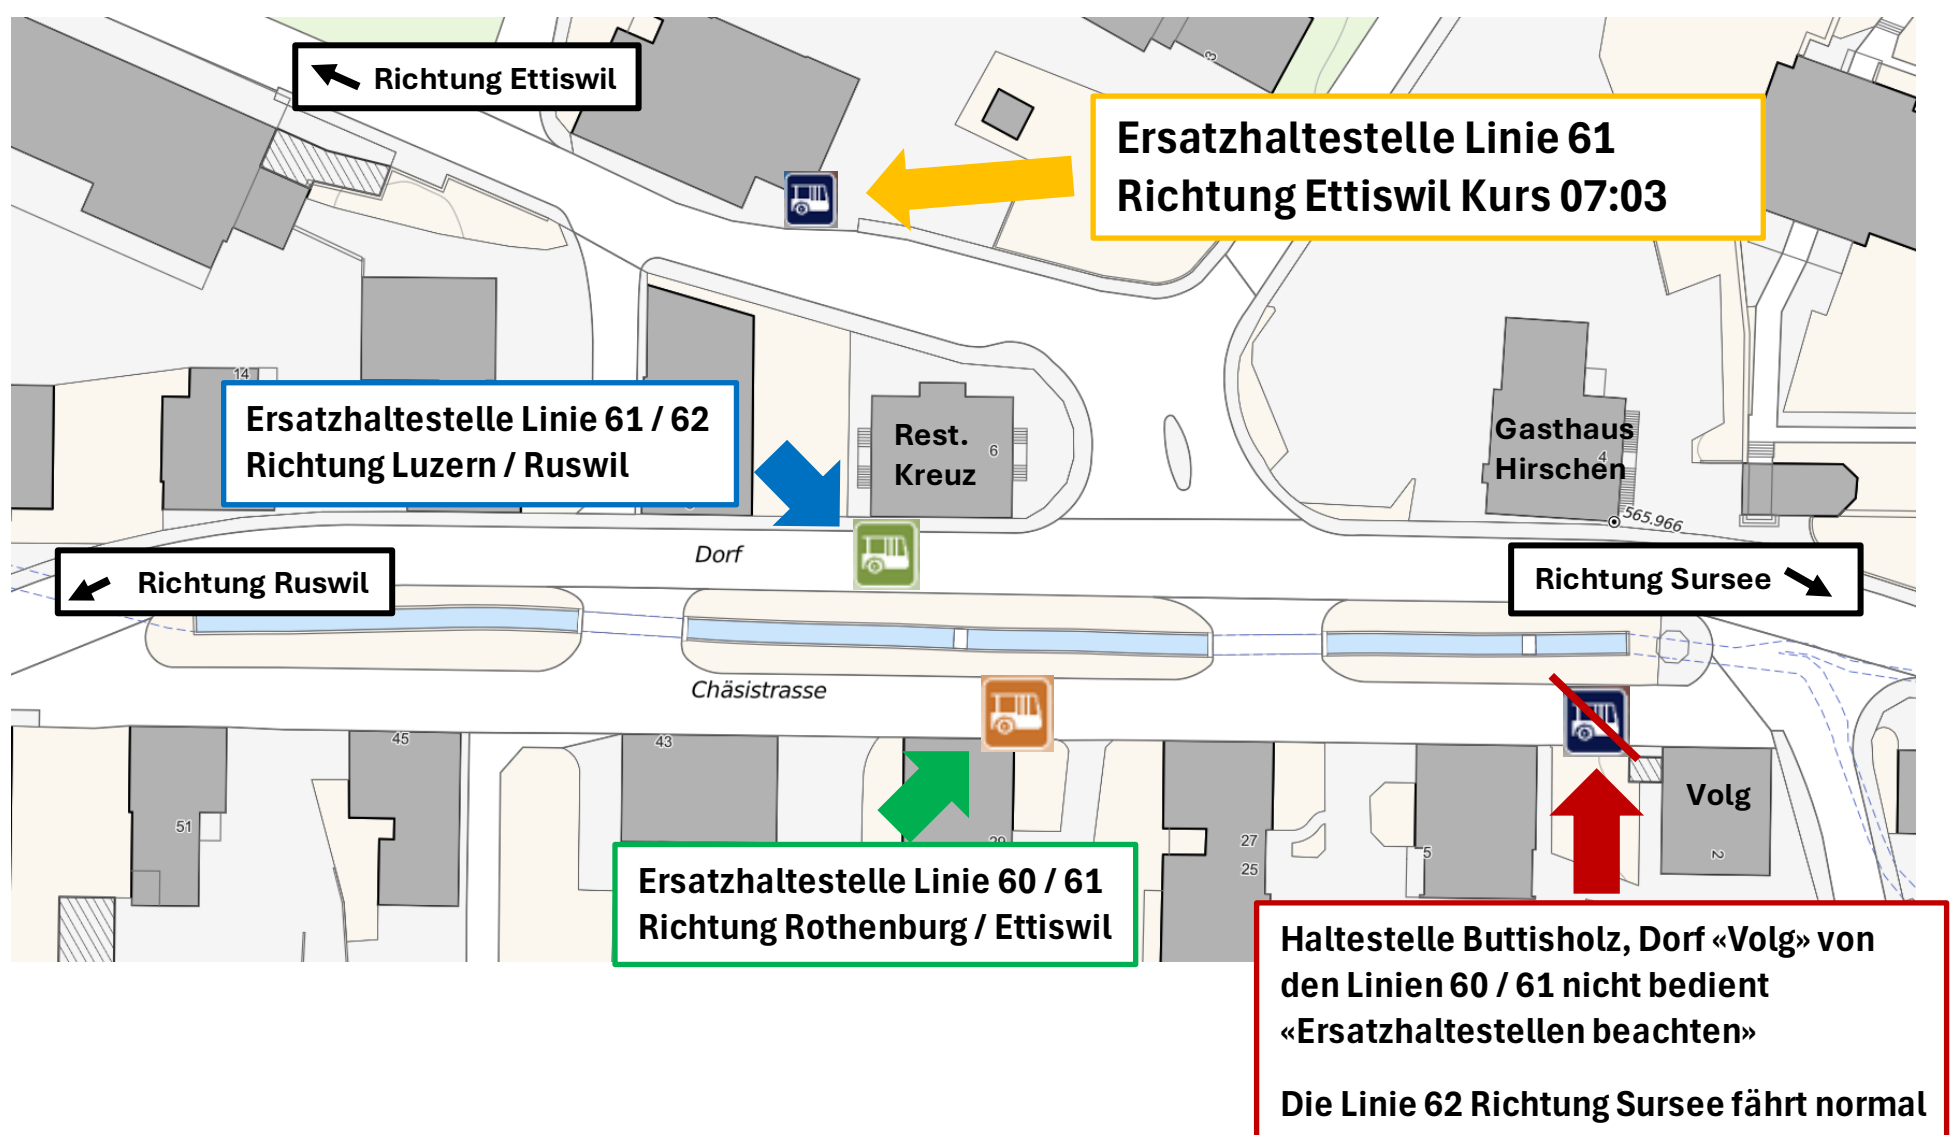 Richtung Ettiswil
3
Ersatzhaltestelle Linie 61
Richtung Ettiswil Kurs 07:03
14
Ersatzhaltestelle Linie 61 / 62
Richtung Luzern / Ruswil
Rest.
Kreuz
6
Gasthaus
Hirschen
4
565.966
Dorf
Richtung Ruswil
Richtung Sursee
Chäsistrasse
45
43
51
29
27
25
5
Volg
2
Ersatzhaltestelle Linie 60 / 61
Richtung Rothenburg / Ettiswil
Haltestelle Buttisholz, Dorf «Volg» von
den Linien 60 / 61 nicht bedient
«Ersatzhaltestellen beachten»
Die Linie 62 Richtung Sursee fährt normal